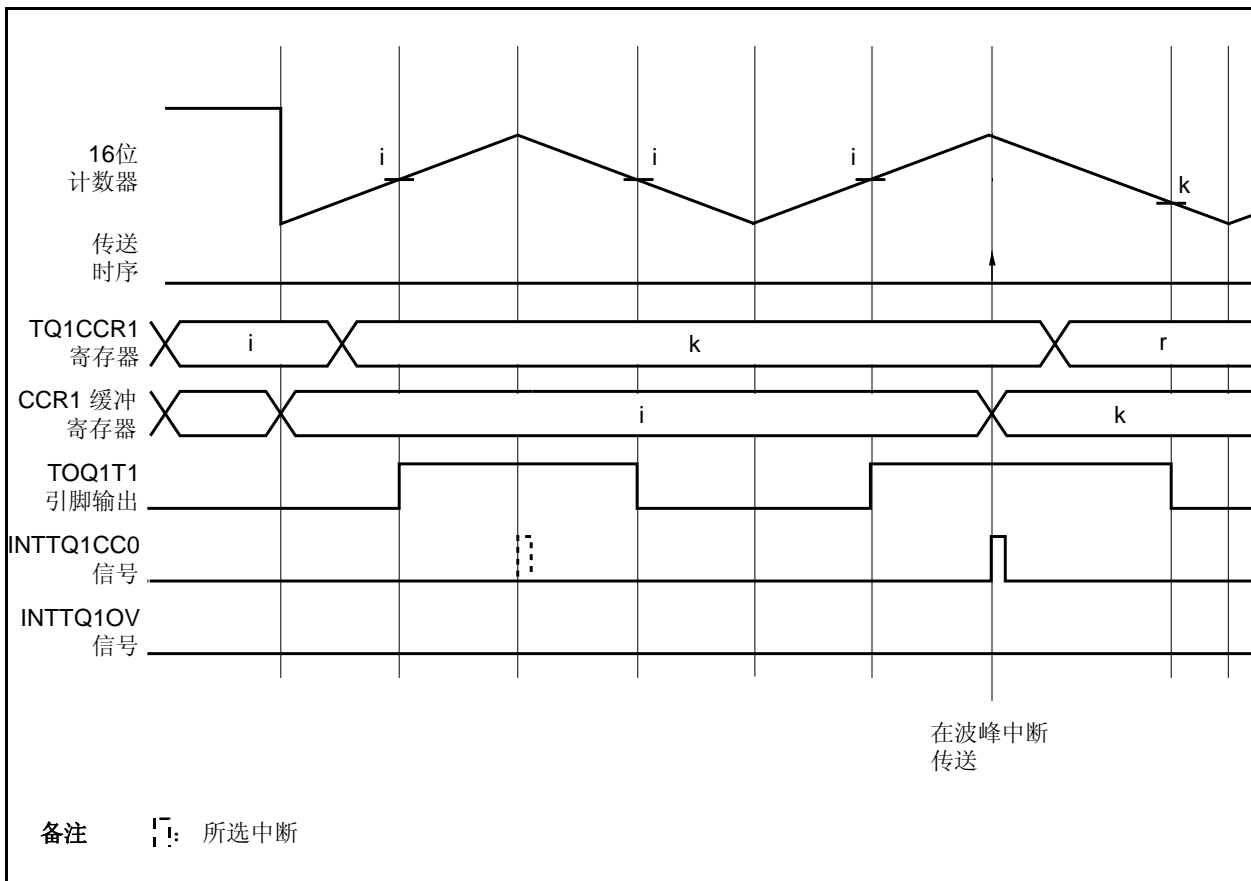 16位
计数器
i
i
i
k
传送
时序
TQ1CCR1
寄存器
i
k
r
CCR1 缓冲
寄存器
i
k
TOQ1T1
引脚输出
INTTQ1CC0
信号
INTTQ1OV
信号
在波峰中断
传送
备注 : 所选中断